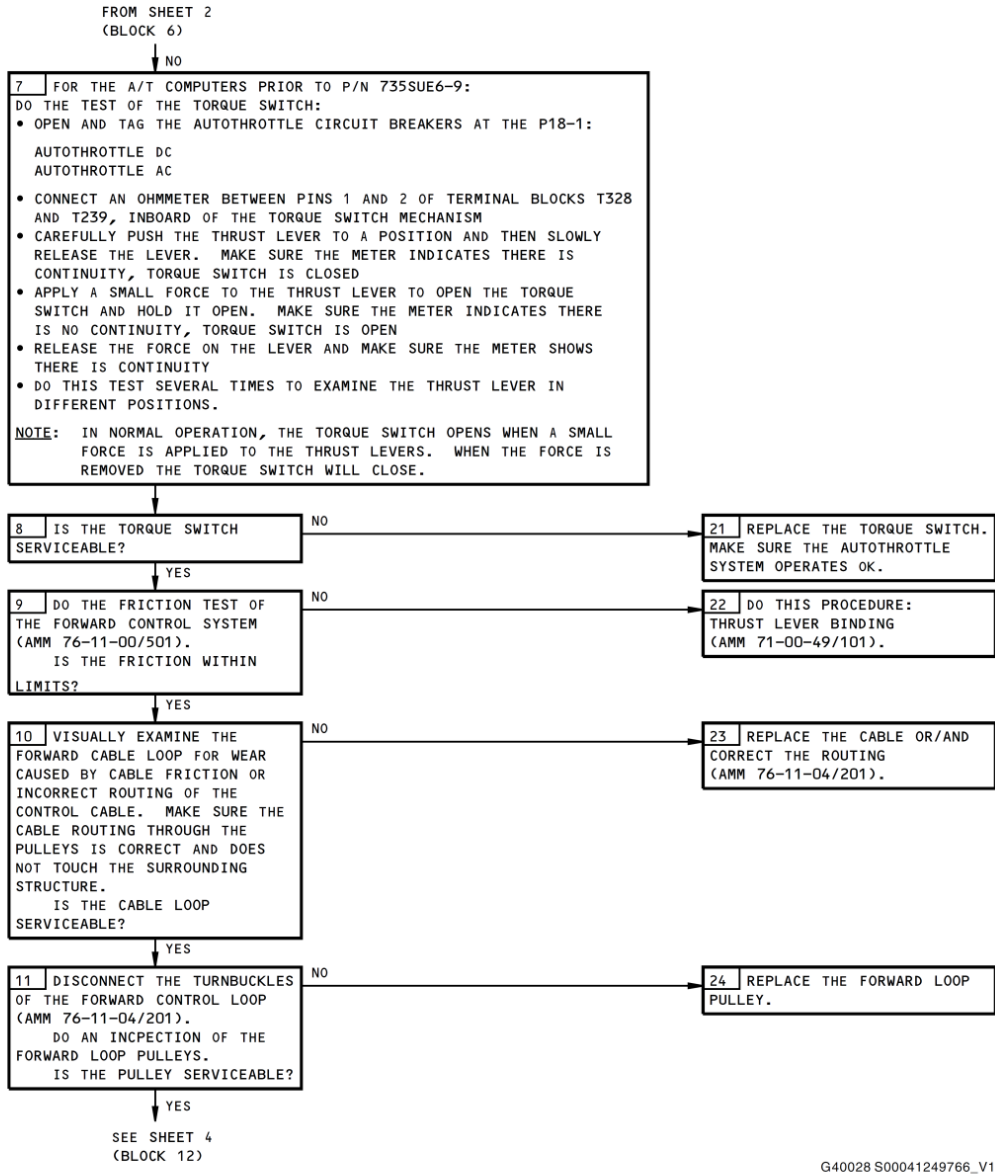 FROM SHEET 2
(BLOCK 6)
NO
7 FOR THE A/T COMPUTERS PRIOR TO P/N 735SUE6-9:
DO THE TEST OF THE TORQUE SWITCH:
• OPEN AND TAG THE AUTOTHROTTLE CIRCUIT BREAKERS AT THE P18-1:
AUTOTHROTTLE DC
AUTOTHROTTLE AC
• CONNECT AN OHMMETER BETWEEN PINS 1 AND 2 OF TERMINAL BLOCKS T328
AND T239, INBOARD OF THE TORQUE SWITCH MECHANISM
• CAREFULLY PUSH THE THRUST LEVER TO A POSITION AND THEN SLOWLY
RELEASE THE LEVER. MAKE SURE THE METER INDICATES THERE IS
CONTINUITY, TORQUE SWITCH IS CLOSED
• APPLY A SMALL FORCE TO THE THRUST LEVER TO OPEN THE TORQUE
SWITCH AND HOLD IT OPEN. MAKE SURE THE METER INDICATES THERE
IS NO CONTINUITY, TORQUE SWITCH IS OPEN
• RELEASE THE FORCE ON THE LEVER AND MAKE SURE THE METER SHOWS
THERE IS CONTINUITY
• DO THIS TEST SEVERAL TIMES TO EXAMINE THE THRUST LEVER IN
DIFFERENT POSITIONS.
NOTE: IN NORMAL OPERATION, THE TORQUE SWITCH OPENS WHEN A SMALL
FORCE IS APPLIED TO THE THRUST LEVERS. WHEN THE FORCE IS
REMOVED THE TORQUE SWITCH WILL CLOSE.
8 IS THE TORQUE SWITCH
SERVICEABLE?
NO
21 REPLACE THE TORQUE SWITCH.
MAKE SURE THE AUTOTHROTTLE
SYSTEM OPERATES OK.
YES
9 DO THE FRICTION TEST OF
THE FORWARD CONTROL SYSTEM
(AMM 76-11-00/501).
IS THE FRICTION WITHIN
LIMITS?
NO
22 DO THIS PROCEDURE:
THRUST LEVER BINDING
(AMM 71-00-49/101).
YES
10 VISUALLY EXAMINE THE
FORWARD CABLE LOOP FOR WEAR
CAUSED BY CABLE FRICTION OR
INCORRECT ROUTING OF THE
CONTROL CABLE. MAKE SURE THE
CABLE ROUTING THROUGH THE
PULLEYS IS CORRECT AND DOES
NOT TOUCH THE SURROUNDING
STRUCTURE.
IS THE CABLE LOOP
SERVICEABLE?
NO
23 REPLACE THE CABLE OR/AND
CORRECT THE ROUTING
(AMM 76-11-04/201).
YES
11 DISCONNECT THE TURNBUCKLES
OF THE FORWARD CONTROL LOOP
(AMM 76-11-04/201).
DO AN INCPECTION OF THE
FORWARD LOOP PULLEYS.
IS THE PULLEY SERVICEABLE?
NO
24 REPLACE THE FORWARD LOOP
PULLEY.
YES
SEE SHEET 4
(BLOCK 12)
G40028 S00041249766_V1